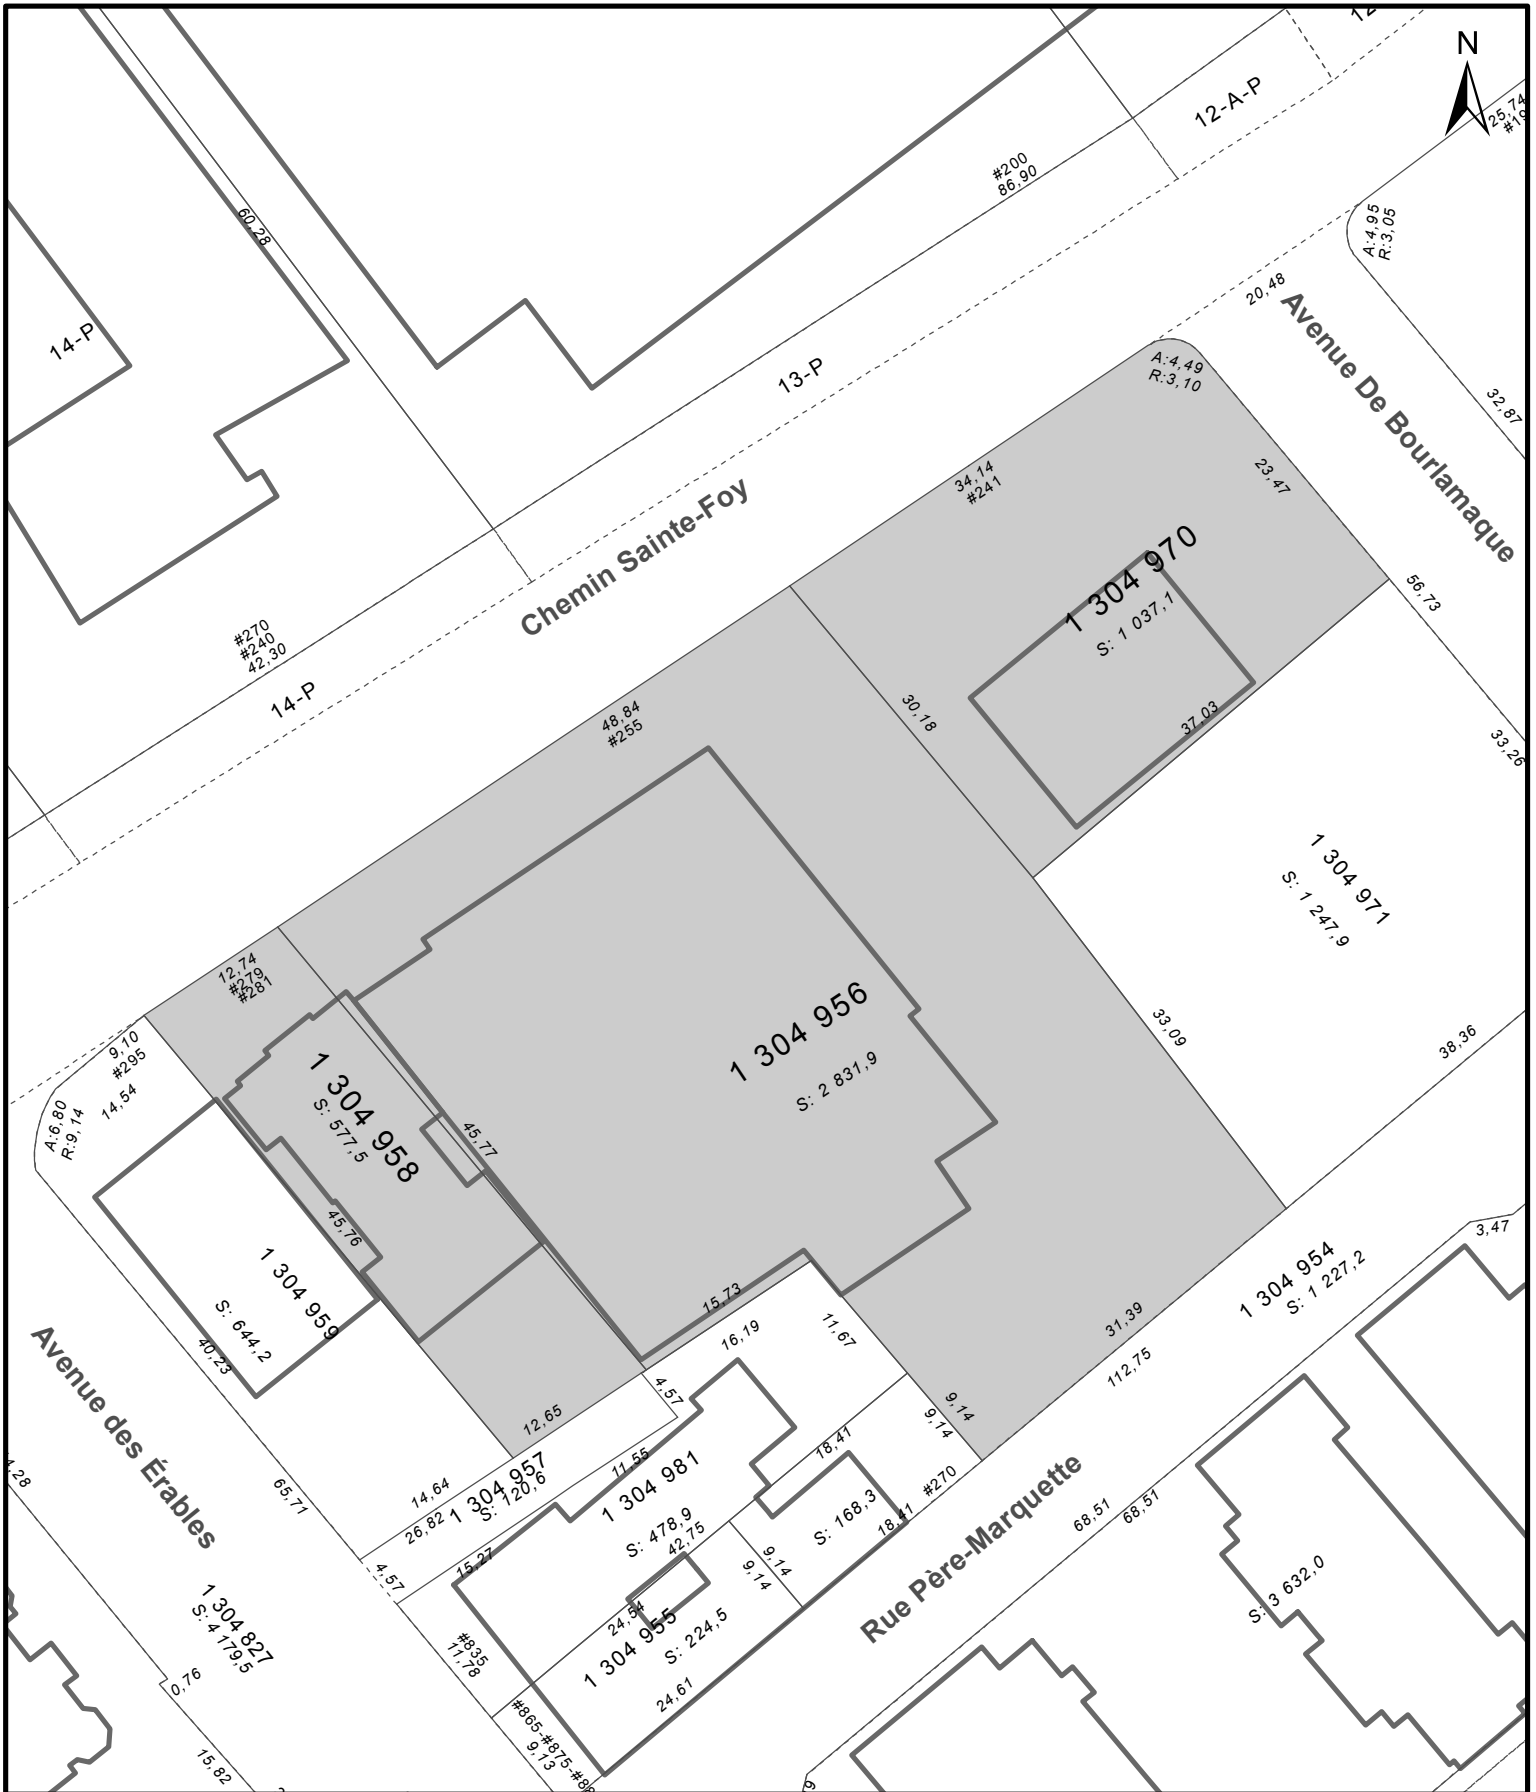 N
12-A-P
25,74
#200
86,90
60,28
A:4,95
R:3,05
20,48
Avenue De Bourlamaque
14-P
A:4,49
R:3,10
13-P
32,87
34,14
#241
23,47
Chemin Sainte-Foy
1 304 970
S: 1 037,1
56,73
#270
#240
42,30
14-P
30,18
37,03
48,84
#255
33,26
1 304 971
S: 1 247,9
12,74
#279
#281
1 304 956
S: 2 831,9
33,09
38,36
9,10
#295
14,54
A:6,80
R:9,14
1 304 958
S: 577,5
45,77
45,76
1 304 959
S: 644,2
40,23
3,47
1 304 954
S: 1 227,2
15,73
16,19
11,67
31,39
112,75
Avenue des Érables
4,57
12,65
9,14
9,14
18,41
11,55
1 304 981
S: 478,9
42,75
14,64
26,82
1 304 957
S: 120,6
65,71
#270
S: 168,3
18,41
68,51
68,51
Rue Père-Marquette
15,27
4,57
9,14
9,14
S: 3 632,0
1 304 827
S: 4 179,5
24,54
1 304 955
S: 224,5
#835
11,78
24,61
0,76
#865-#875-#88
9,13
15,82